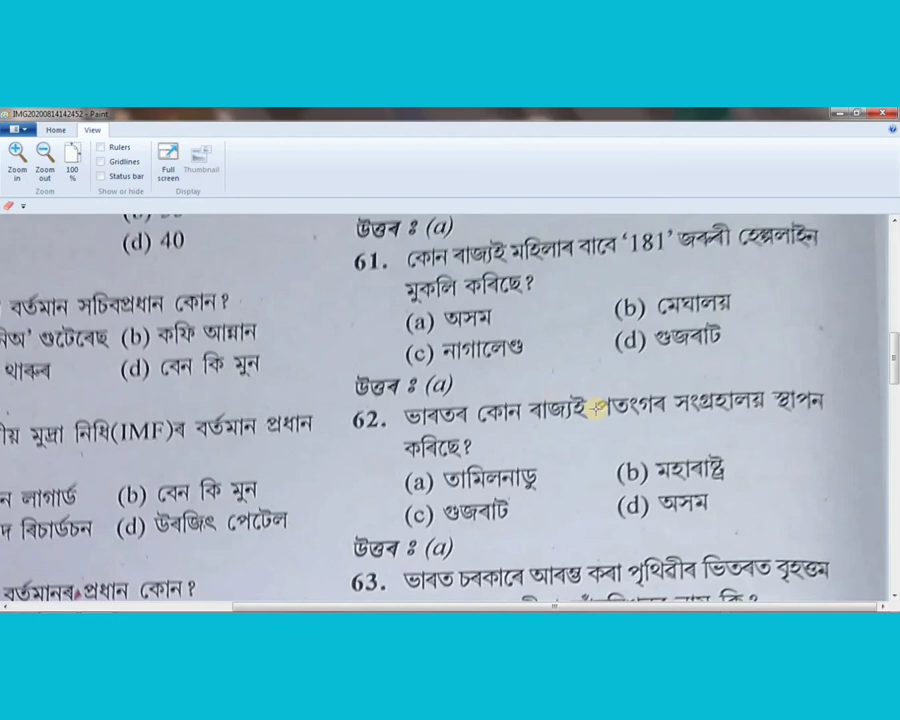 IMG20200814142452 - Paint
Home View
Zoom in
Zoom out
100 %
Rulers
Gridlines
Status bar
Full screen
Thumbnail
Zoom
Show or hide
Display
(d) 40
বৰ্তমান সচিবপ্ৰধান কোন?
গুটেৰেছ (b) কফি আন্নান
থাৰুৰ (d) বেন কি মূন
মুদ্ৰা নিধি(IMF)ৰ বৰ্তমান প্ৰধান
ন লাগাৰ্ড (b) বেন কি মূন
ৰিচাৰ্ডচন (d) উৰজিৎ পেটেল
বৰ্তমানৰ প্ৰধান কোন?
উত্তৰ ঃ (a)
61. কোন ৰাজ্যই মহিলাৰ বাবে ‘181’ জৰুৰী হেল্পলাইন
মুকলি কৰিছে?
(a) অসম (b) মেঘালয়
(c) নাগালেণ্ড (d) গুজৰাট
উত্তৰ ঃ (a)
62. ভাৰতৰ কোন ৰাজ্যই পতংগৰ সংগ্ৰহালয় স্থাপন
কৰিছে?
(a) তামিলনাড়ু (b) মহাৰাষ্ট্ৰ
(c) গুজৰাট (d) অসম
উত্তৰ ঃ (a)
63. ভাৰত চৰকাৰে আৰম্ভ কৰা পৃথিৱীৰ ভিতৰত বৃহত্তম